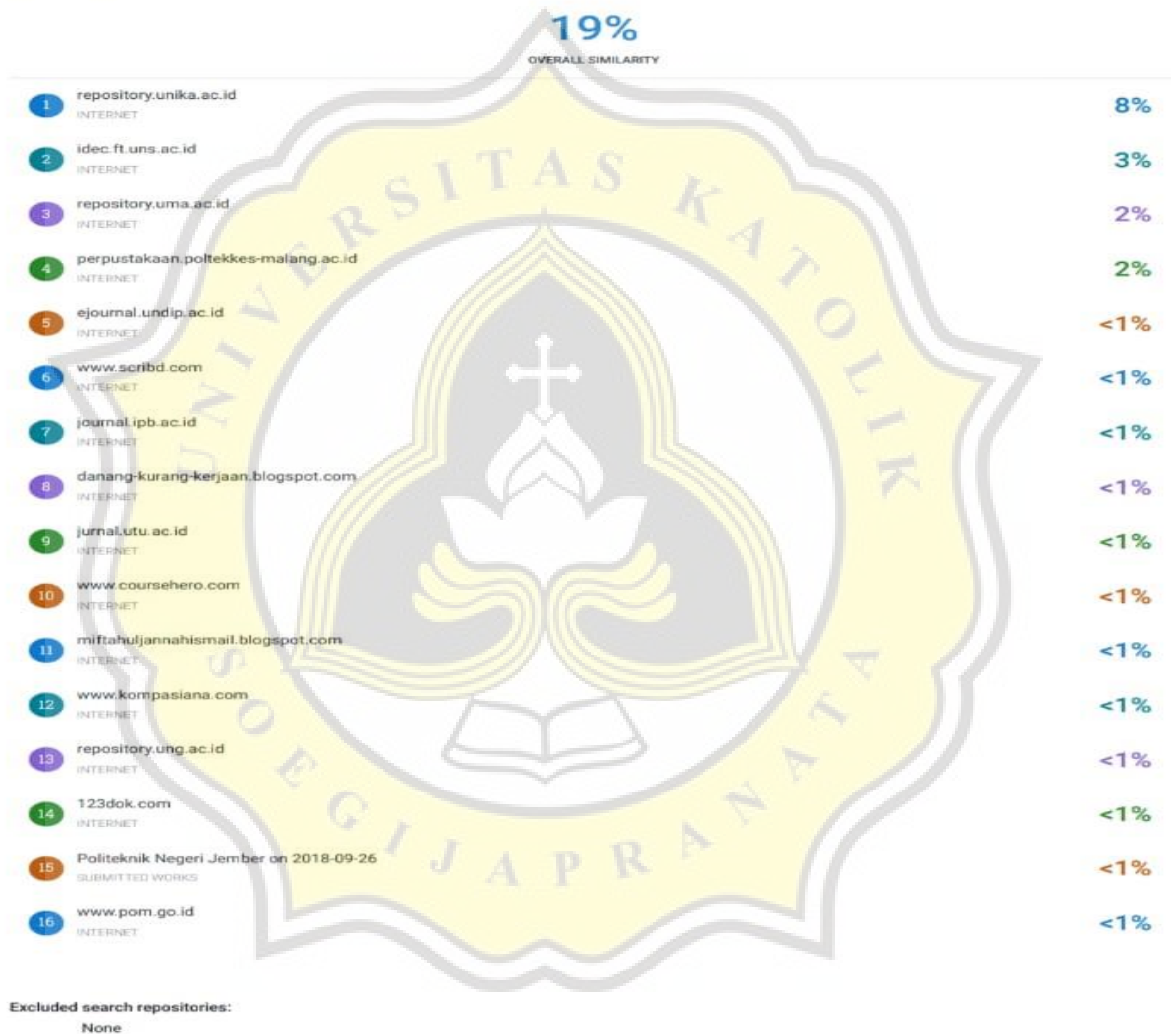 19%
OVERALL SIMILARITY
1 repository.unika.ac.id 8%
INTERNET
2 idec.ft.uns.ac.id 3%
INTERNET
3 repository.uma.ac.id 2%
INTERNET
4 perpustakaan.poltekkes-malang.ac.id 2%
INTERNET
5 ejournal.undip.ac.id <1%
INTERNET
6 www.scribd.com <1%
INTERNET
7 journal.ipb.ac.id <1%
INTERNET
8 danang-kurang-kerjaan.blogspot.com <1%
INTERNET
9 jurnal.utu.ac.id <1%
INTERNET
10 www.coursehero.com <1%
INTERNET
11 miftahuljannahismail.blogspot.com <1%
INTERNET
12 www.kompasiana.com <1%
INTERNET
13 repository.ung.ac.id <1%
INTERNET
14 123dok.com <1%
INTERNET
15 Politeknik Negeri Jember on 2018-09-26 <1%
SUBMITTED WORKS
16 www.pom.go.id <1%
INTERNET
Excluded search repositories:
None
UNIVERSITAS KATOLIK
SOEGIJAPRANATA